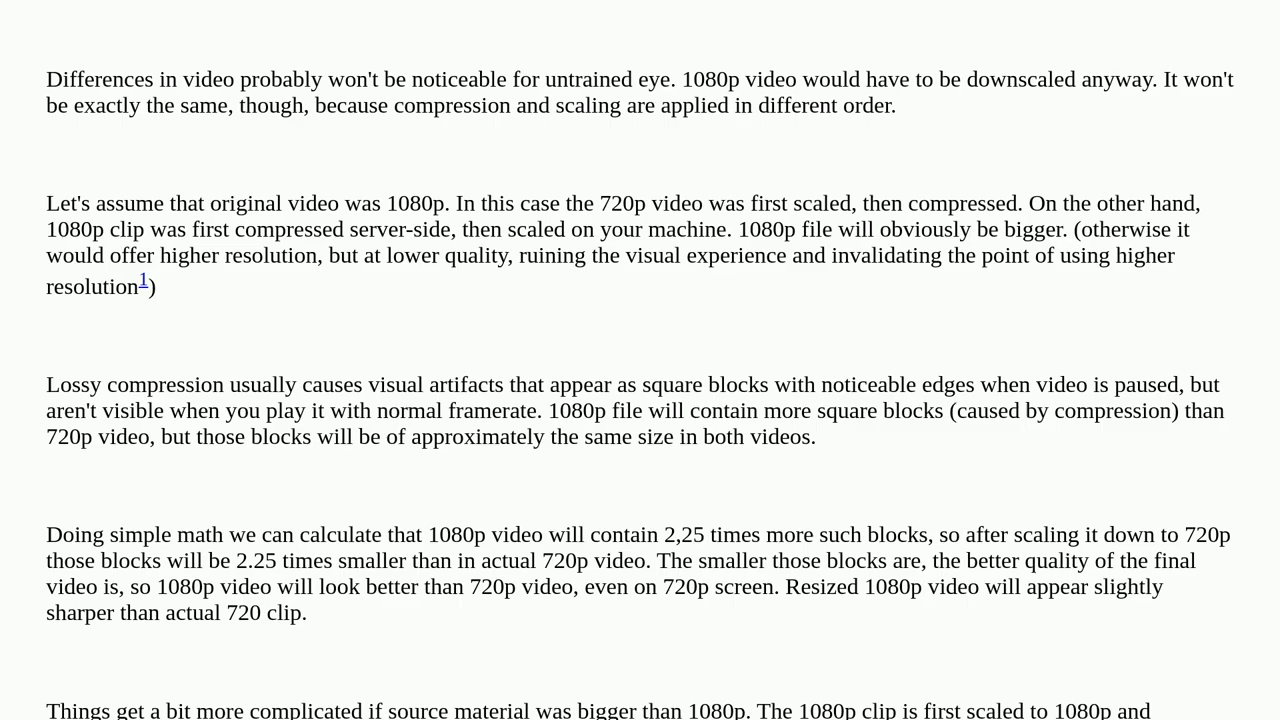 Differences in video probably won't be noticeable for untrained eye. 1080p video would have to be downscaled anyway. It won't
be exactly the same, though, because compression and scaling are applied in different order.
Let's assume that original video was 1080p. In this case the 720p video was first scaled, then compressed. On the other hand,
1080p clip was first compressed server-side, then scaled on your machine. 1080p file will obviously be bigger. (otherwise it
would offer higher resolution, but at lower quality, ruining the visual experience and invalidating the point of using higher
resolution1)
Lossy compression usually causes visual artifacts that appear as square blocks with noticeable edges when video is paused, but
aren't visible when you play it with normal framerate. 1080p file will contain more square blocks (caused by compression) than
720p video, but those blocks will be of approximately the same size in both videos.
Doing simple math we can calculate that 1080p video will contain 2,25 times more such blocks, so after scaling it down to 720p
those blocks will be 2.25 times smaller than in actual 720p video. The smaller those blocks are, the better quality of the final
video is, so 1080p video will look better than 720p video, even on 720p screen. Resized 1080p video will appear slightly
sharper than actual 720 clip.
Things get a bit more complicated if source material was bigger than 1080p. The 1080p clip is first scaled to 1080p and